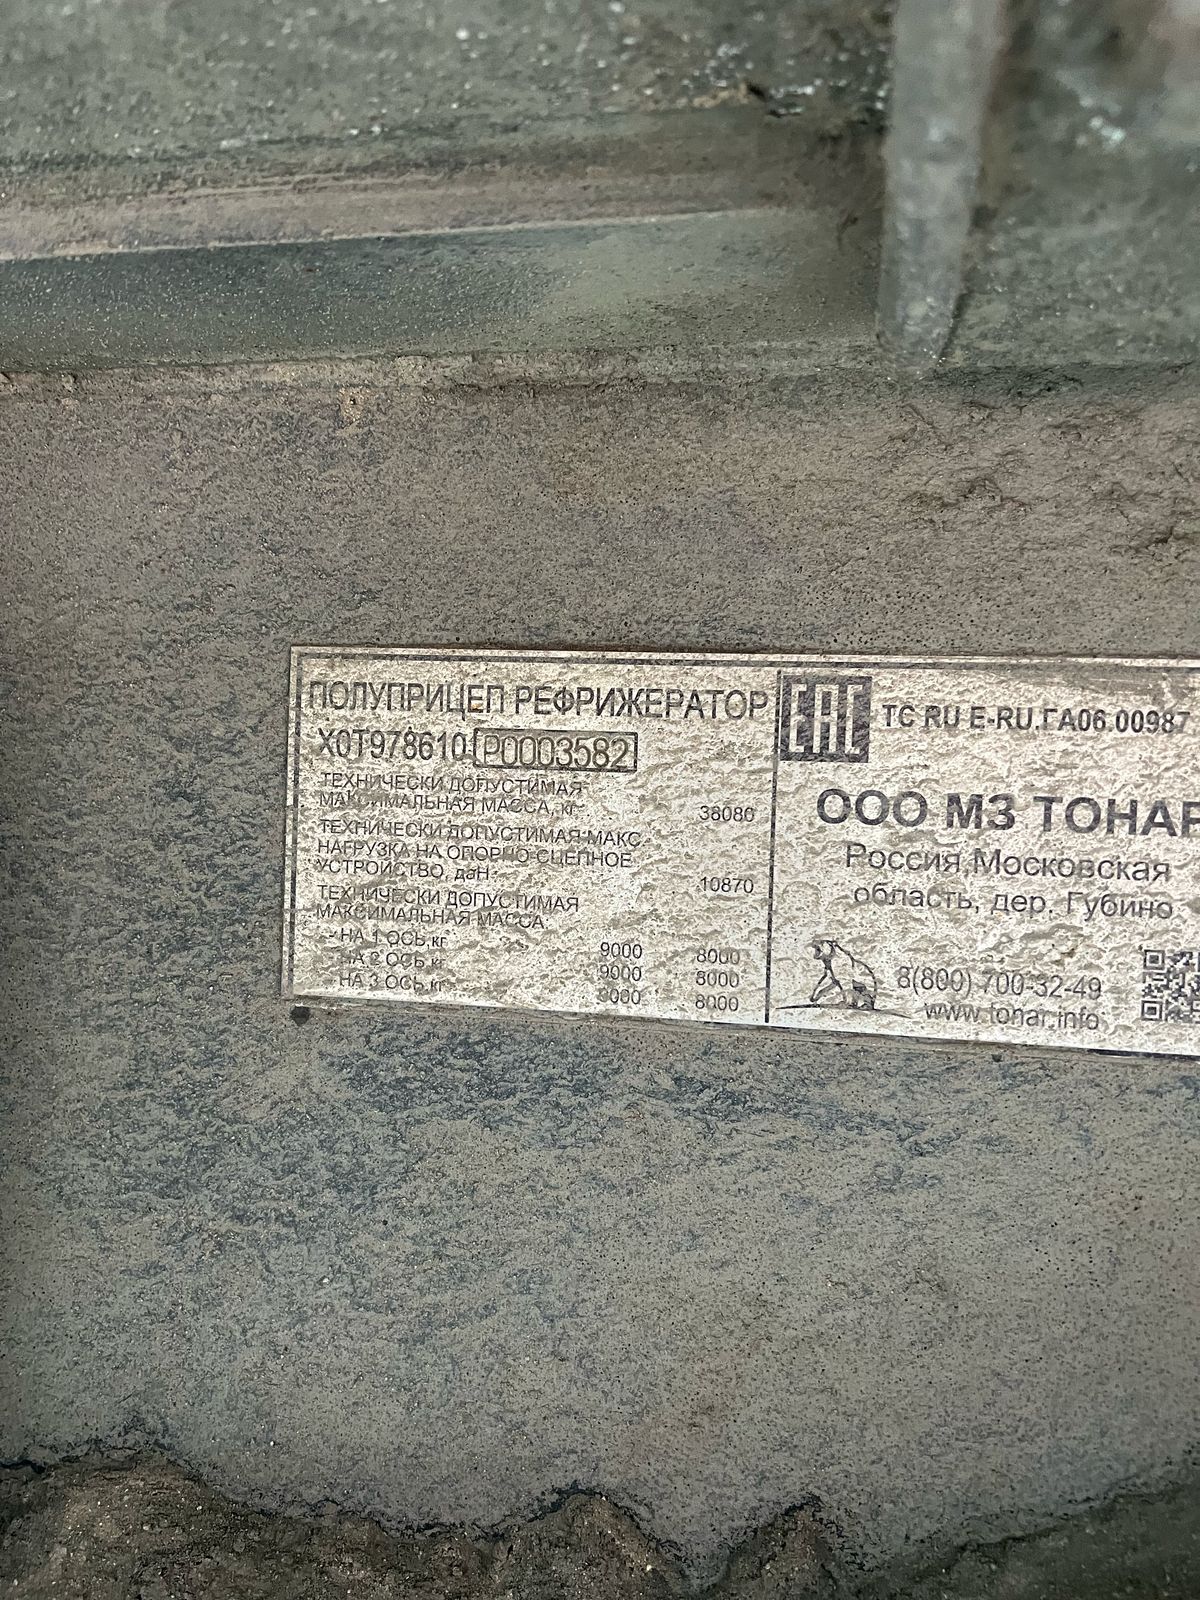 ПОЛУПРИЦЕП РЕФРИЖЕРАТОР
X0T978610 P0003582
ТЕХНИЧЕСКИ ДОПУСТИМАЯ
МАКСИМАЛЬНАЯ МАССА, кг 38080
ТЕХНИЧЕСКИ ДОПУСТИМАЯ МАКС.
НАГРУЗКА НА ОПОРНО-СЦЕПНОЕ
УСТРОЙСТВО, даН 10870
ТЕХНИЧЕСКИ ДОПУСТИМАЯ
МАКСИМАЛЬНАЯ МАССА,
- НА 1 ОСЬ, кг 9000 8000
- НА 2 ОСЬ, кг 9000 8000
- НА 3 ОСЬ, кг 9000 8000
EAC TC RU E-RU.ГА06.00987
ООО МЗ ТОНАР
Россия, Московская
область, дер. Губино
8(800) 700-32-49
www.tonar.info